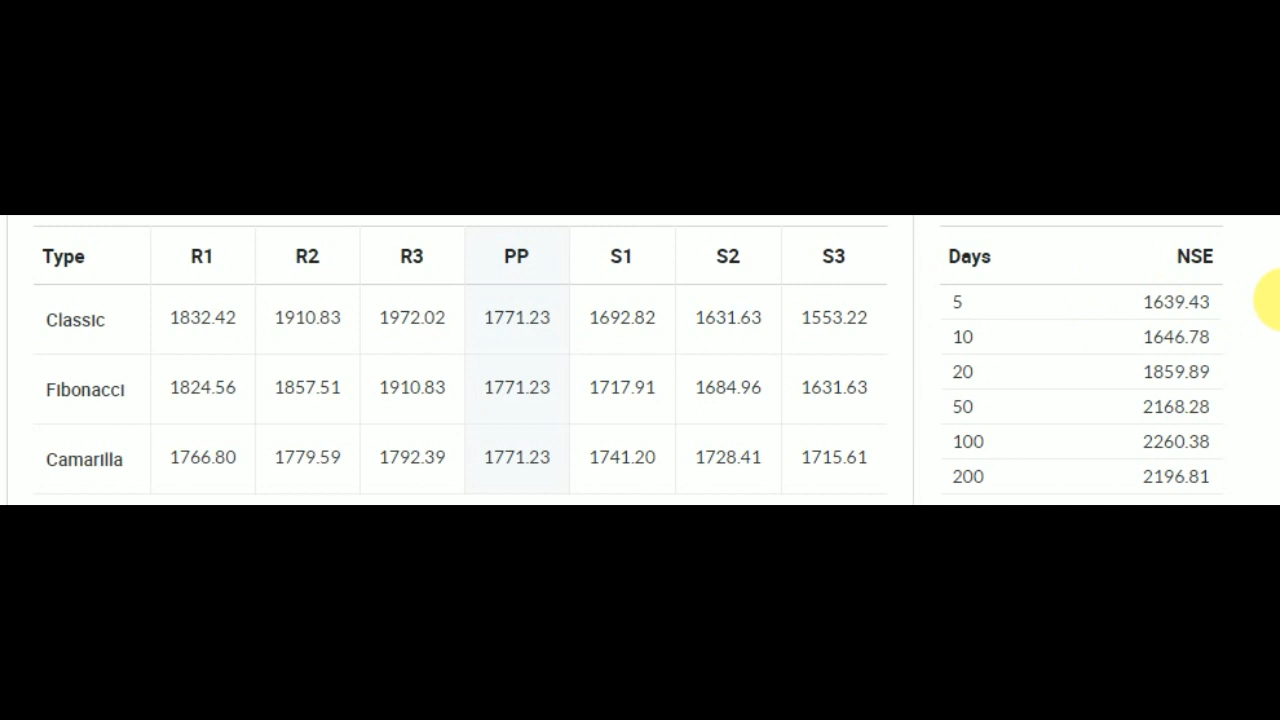 Type R1 R2 R3 PP S1 S2 S3
Classic 1832.42 1910.83 1972.02 1771.23 1692.82 1631.63 1553.22
Fibonacci 1824.56 1857.51 1910.83 1771.23 1717.91 1684.96 1631.63
Camarilla 1766.80 1779.59 1792.39 1771.23 1741.20 1728.41 1715.61
Days NSE
5 1639.43
10 1646.78
20 1859.89
50 2168.28
100 2260.38
200 2196.81